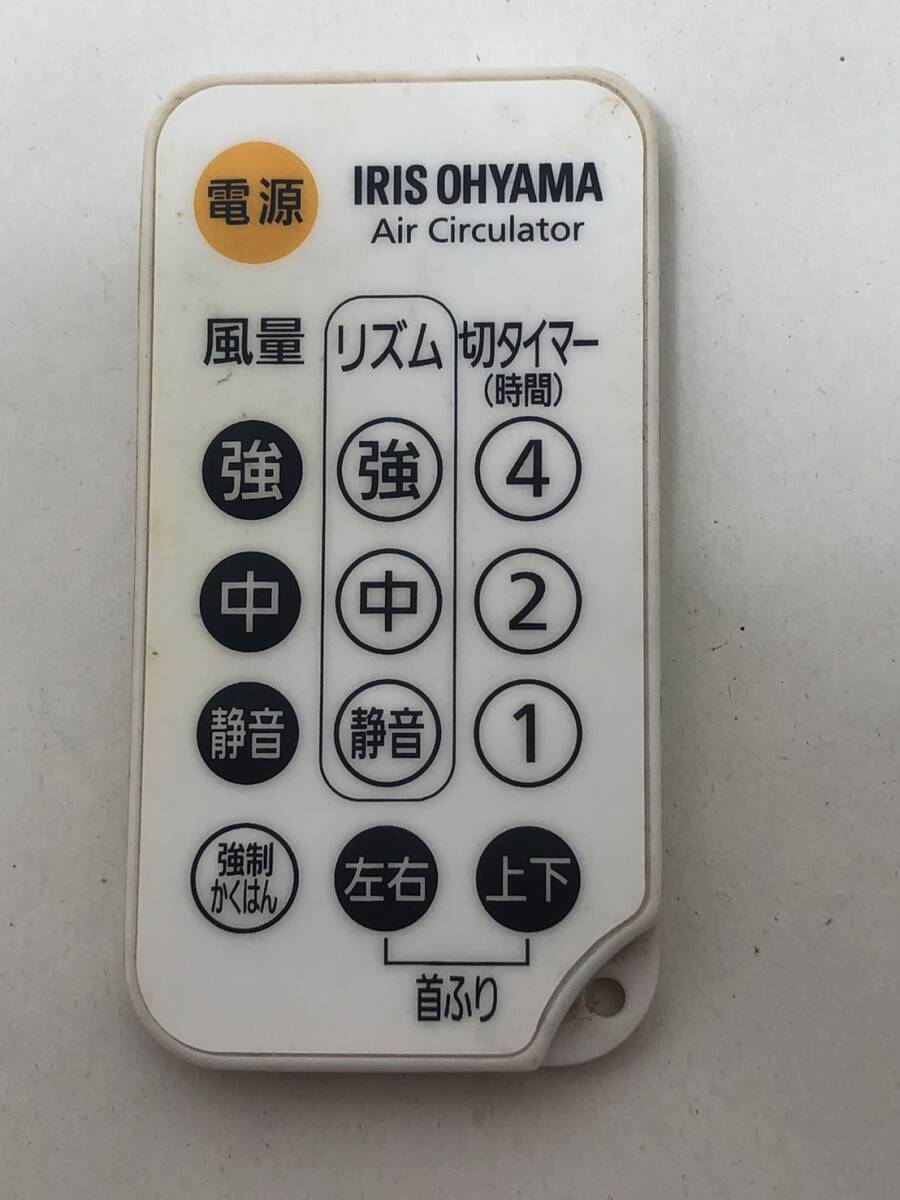 電源
IRIS OHYAMA
Air Circulator
風量 リズム 切タイマー
(時間)
強 強 4
中 中 2
静音 静音 1
強制
かくはん
左右 上下
首ふり